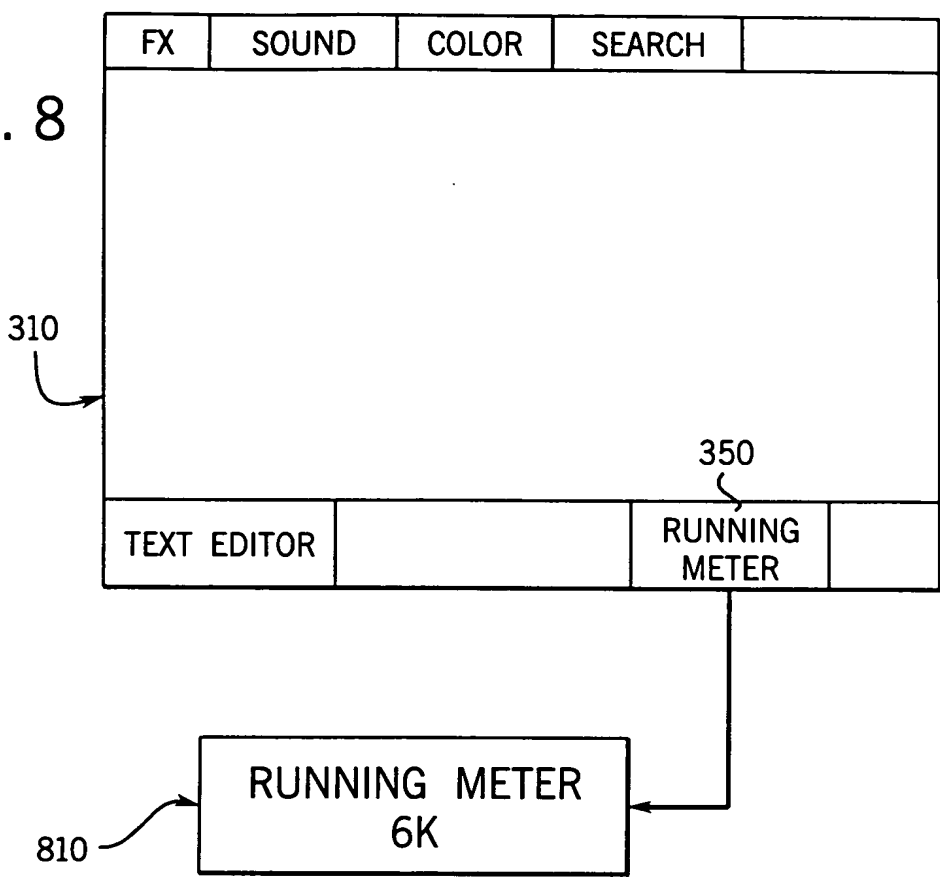 FX SOUND COLOR SEARCH
. 8
310
350
TEXT EDITOR
RUNNING
METER
RUNNING METER
6K
810